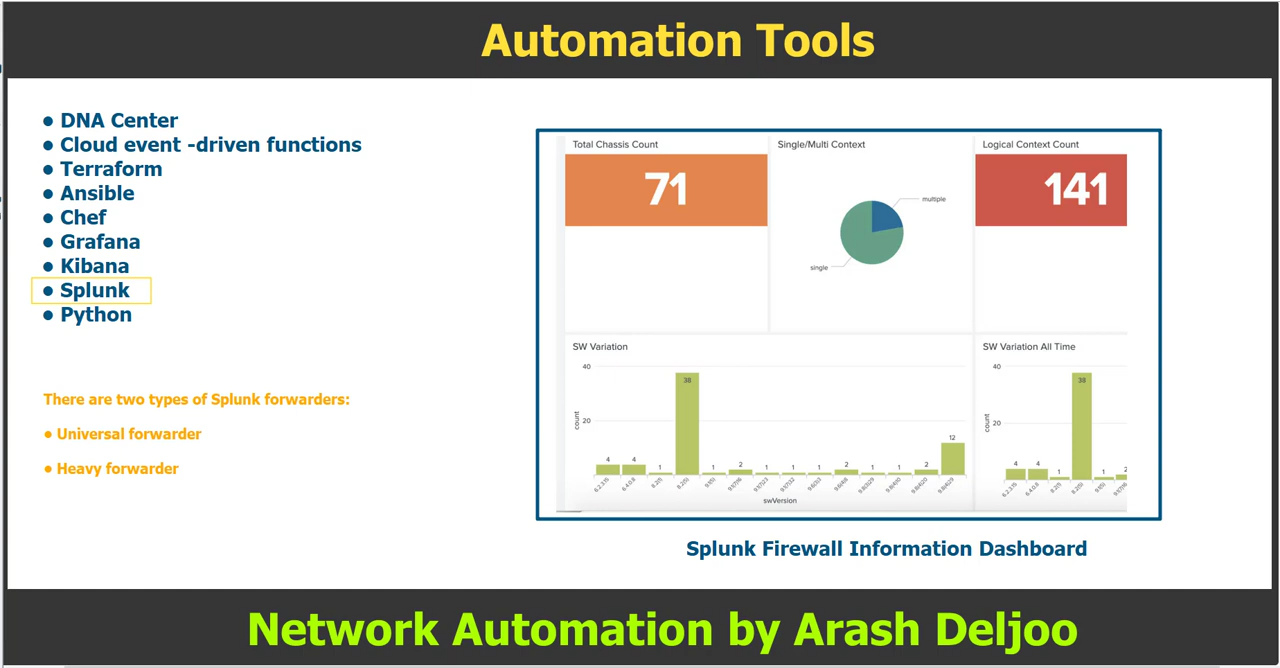 Automation Tools
● DNA Center
● Cloud event -driven functions
● Terraform
● Ansible
● Chef
● Grafana
● Kibana
● Splunk
● Python
There are two types of Splunk forwarders:
● Universal forwarder
● Heavy forwarder
Total Chassis Count
71
Single/Multi Context
multiple
single
Logical Context Count
141
SW Variation
40
20
count
4 4 1 38 1 2 1 1 1 2 1 1 2 12
swVersion
SW Variation All Time
40
20
count
4 4 1 38 1 2
Splunk Firewall Information Dashboard
Network Automation by Arash Deljoo